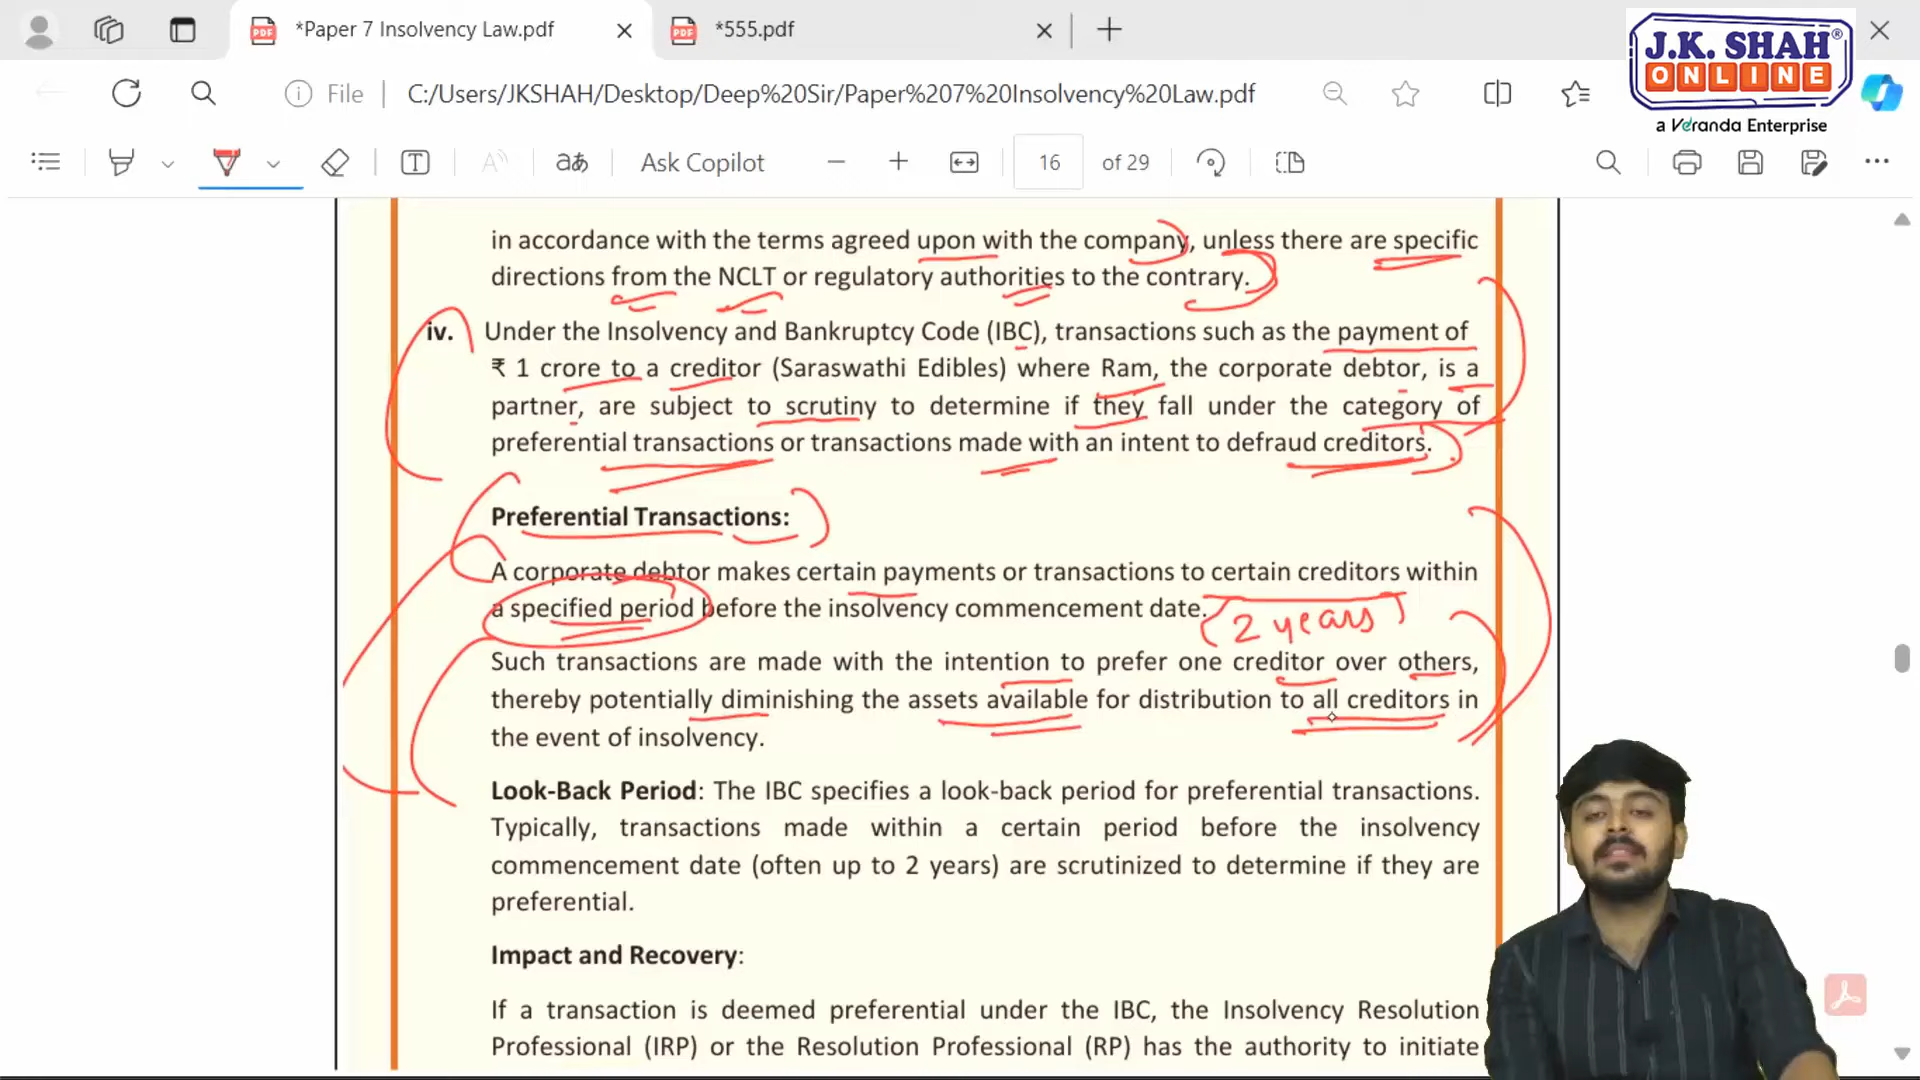 *Paper 7 Insolvency Law.pdf
*555.pdf
J.K. SHAH®
ONLINE
a Veranda Enterprise
File
C:/Users/JKSHAH/Desktop/Deep%20Sir/Paper%207%20Insolvency%20Law.pdf
Ask Copilot
16 of 29
in accordance with the terms agreed upon with the company, unless there are specific
directions from the NCLT or regulatory authorities to the contrary.
iv. Under the Insolvency and Bankruptcy Code (IBC), transactions such as the payment of
₹ 1 crore to a creditor (Saraswathi Edibles) where Ram, the corporate debtor, is a
partner, are subject to scrutiny to determine if they fall under the category of
preferential transactions or transactions made with an intent to defraud creditors.
Preferential Transactions:
A corporate debtor makes certain payments or transactions to certain creditors within
a specified period before the insolvency commencement date.
(2 years)
Such transactions are made with the intention to prefer one creditor over others,
thereby potentially diminishing the assets available for distribution to all creditors in
the event of insolvency.
Look-Back Period: The IBC specifies a look-back period for preferential transactions.
Typically, transactions made within a certain period before the insolvency
commencement date (often up to 2 years) are scrutinized to determine if they are
preferential.
Impact and Recovery:
If a transaction is deemed preferential under the IBC, the Insolvency Resolution
Professional (IRP) or the Resolution Professional (RP) has the authority to initiate